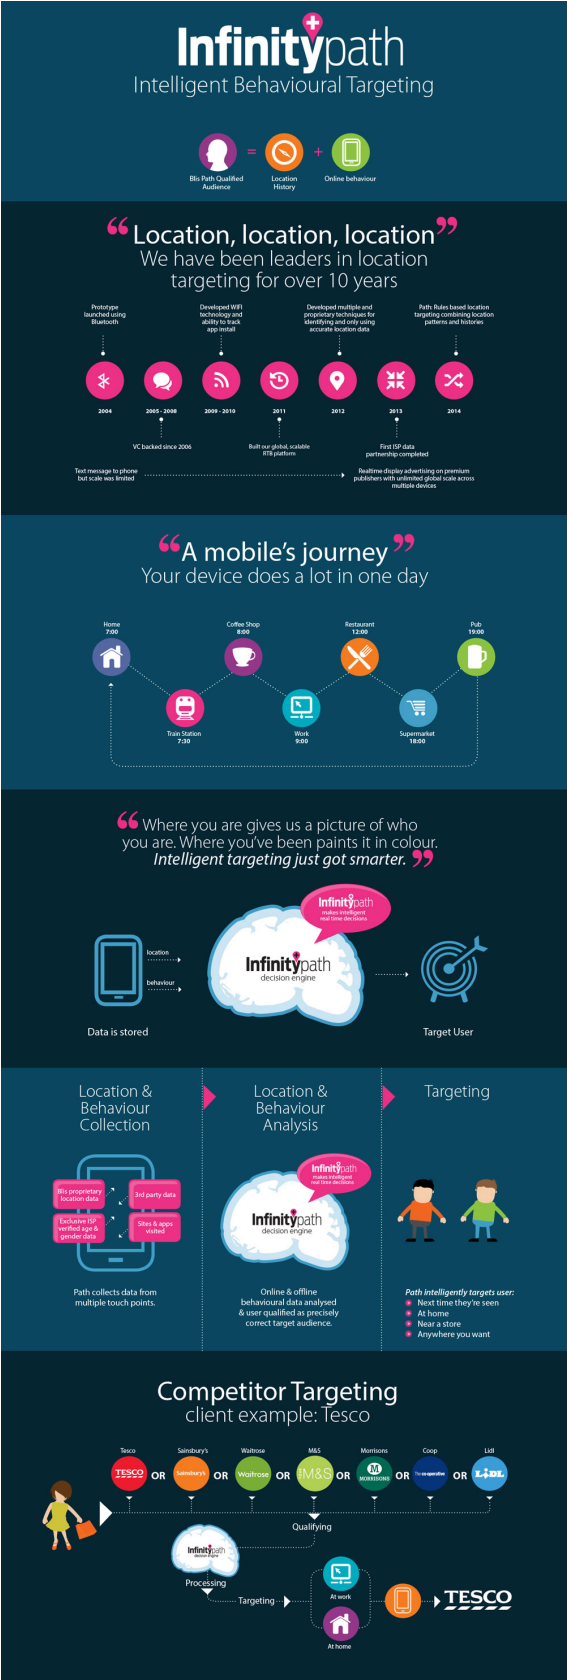 Infinitypath
Intelligent Behavioural Targeting
Blis Path Qualified
Audience
=
Location
History
+
Online behaviour
“Location, location, location”
We have been leaders in location
targeting for over 10 years
Prototype
launched using
Bluetooth
Developed WIFI
technology and
ability to track
app install
Developed multiple and
proprietary techniques for
identifying and only using
accurate location data
Path: Rules based location
targeting combining location
patterns and histories
2004
2005 - 2008
2009 - 2010
2011
2012
2013
2014
VC backed since 2006
Built our global, scalable
RTB platform
First ISP data
partnership completed
Text message to phone
but scale was limited
Realtime display advertising on premium
publishers with unlimited global scale across
multiple devices
“A mobile's journey”
Your device does a lot in one day
Home
7:00
Coffee Shop
8:00
Restaurant
12:00
Pub
19:00
Train Station
7:30
Work
9:00
Supermarket
18:00
“Where you are gives us a picture of who
you are. Where you've been paints it in colour.
Intelligent targeting just got smarter.”
Infinitypath
makes intelligent
real time decisions
location
behaviour
Infinitypath
decision engine
Data is stored
Target User
Location &
Behaviour
Collection
Location &
Behaviour
Analysis
Targeting
Blis proprietary
location data
3rd party data
Exclusive ISP
verified age &
gender data
Sites & apps
visited
Infinitypath
makes intelligent
real time decisions
Infinitypath
decision engine
Path collects data from
multiple touch points.
Online & offline
behavioural data analysed
& user qualified as precisely
correct target audience.
Path intelligently targets user:
Next time they're seen
At home
Near a store
Anywhere you want
Competitor Targeting
client example: Tesco
Tesco
Sainsbury's
Waitrose
M&S
Morrisons
Coop
Lidl
TESCO
OR
Sainsbury's
OR
Waitrose
OR
M&S
OR
M
MORRISONS
OR
The co-operative
OR
LIDL
Qualifying
Infinitypath
decision engine
Processing
Targeting
At work
At home
TESCO